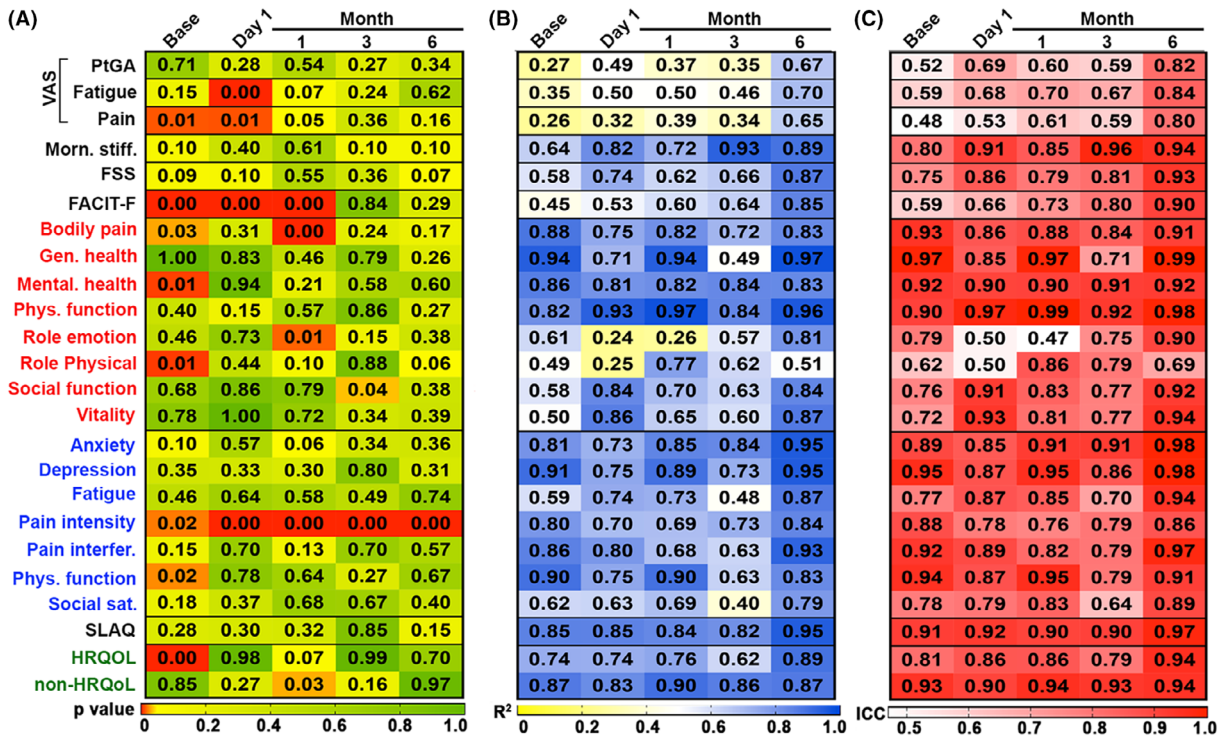 (A) Base Day 1 Month (B) Base Day 1 Month (C) Base Day 1 Month
1 3 6 1 3 6 1 3 6
VAS
PtGA 0.71 0.28 0.54 0.27 0.34 0.27 0.49 0.37 0.35 0.67 0.52 0.69 0.60 0.59 0.82
Fatigue 0.15 0.00 0.07 0.24 0.62 0.35 0.50 0.50 0.46 0.70 0.59 0.68 0.70 0.67 0.84
Pain 0.01 0.01 0.05 0.36 0.16 0.26 0.32 0.39 0.34 0.65 0.48 0.53 0.61 0.59 0.80
Morn. stiff. 0.10 0.40 0.61 0.10 0.10 0.64 0.82 0.72 0.93 0.89 0.80 0.91 0.85 0.96 0.94
FSS 0.09 0.10 0.55 0.36 0.07 0.58 0.74 0.62 0.66 0.87 0.75 0.86 0.79 0.81 0.93
FACIT-F 0.00 0.00 0.00 0.84 0.29 0.45 0.53 0.60 0.64 0.85 0.59 0.66 0.73 0.80 0.90
Bodily pain 0.03 0.31 0.00 0.24 0.17 0.88 0.75 0.82 0.72 0.83 0.93 0.86 0.88 0.84 0.91
Gen. health 1.00 0.83 0.46 0.79 0.26 0.94 0.71 0.94 0.49 0.97 0.97 0.85 0.97 0.71 0.99
Mental. health 0.01 0.94 0.21 0.58 0.60 0.86 0.81 0.82 0.84 0.83 0.92 0.90 0.90 0.91 0.92
Phys. function 0.40 0.15 0.57 0.86 0.27 0.82 0.93 0.97 0.84 0.96 0.90 0.97 0.99 0.92 0.98
Role emotion 0.46 0.73 0.01 0.15 0.38 0.61 0.24 0.26 0.57 0.81 0.79 0.50 0.47 0.75 0.90
Role Physical 0.01 0.44 0.10 0.88 0.06 0.49 0.25 0.77 0.62 0.51 0.62 0.50 0.86 0.79 0.69
Social function 0.68 0.86 0.79 0.04 0.38 0.58 0.84 0.70 0.63 0.84 0.76 0.91 0.83 0.77 0.92
Vitality 0.78 1.00 0.72 0.34 0.39 0.50 0.86 0.65 0.60 0.87 0.72 0.93 0.81 0.77 0.94
Anxiety 0.10 0.57 0.06 0.34 0.36 0.81 0.73 0.85 0.84 0.95 0.89 0.85 0.91 0.91 0.98
Depression 0.35 0.33 0.30 0.80 0.31 0.91 0.75 0.89 0.73 0.95 0.95 0.87 0.95 0.86 0.98
Fatigue 0.46 0.64 0.58 0.49 0.74 0.59 0.74 0.73 0.48 0.87 0.77 0.87 0.85 0.70 0.94
Pain intensity 0.02 0.00 0.00 0.00 0.00 0.80 0.70 0.69 0.73 0.84 0.88 0.78 0.76 0.79 0.86
Pain interfer. 0.15 0.70 0.13 0.70 0.57 0.86 0.80 0.68 0.63 0.93 0.92 0.89 0.82 0.79 0.97
Phys. function 0.02 0.78 0.64 0.27 0.67 0.90 0.75 0.90 0.63 0.83 0.94 0.87 0.95 0.79 0.91
Social sat. 0.18 0.37 0.68 0.67 0.40 0.62 0.63 0.69 0.40 0.79 0.78 0.79 0.83 0.64 0.89
SLAQ 0.28 0.30 0.32 0.85 0.15 0.85 0.85 0.84 0.82 0.95 0.91 0.92 0.90 0.90 0.97
HRQOL 0.00 0.98 0.07 0.99 0.70 0.74 0.74 0.76 0.62 0.89 0.81 0.86 0.86 0.79 0.94
non-HRQoL 0.85 0.27 0.03 0.16 0.97 0.87 0.83 0.90 0.86 0.87 0.93 0.90 0.94 0.93 0.94
p value 0 0.2 0.4 0.6 0.8 1.0 R² 0 0.2 0.4 0.6 0.8 1.0 ICC 0.5 0.6 0.7 0.8 0.9 1.0